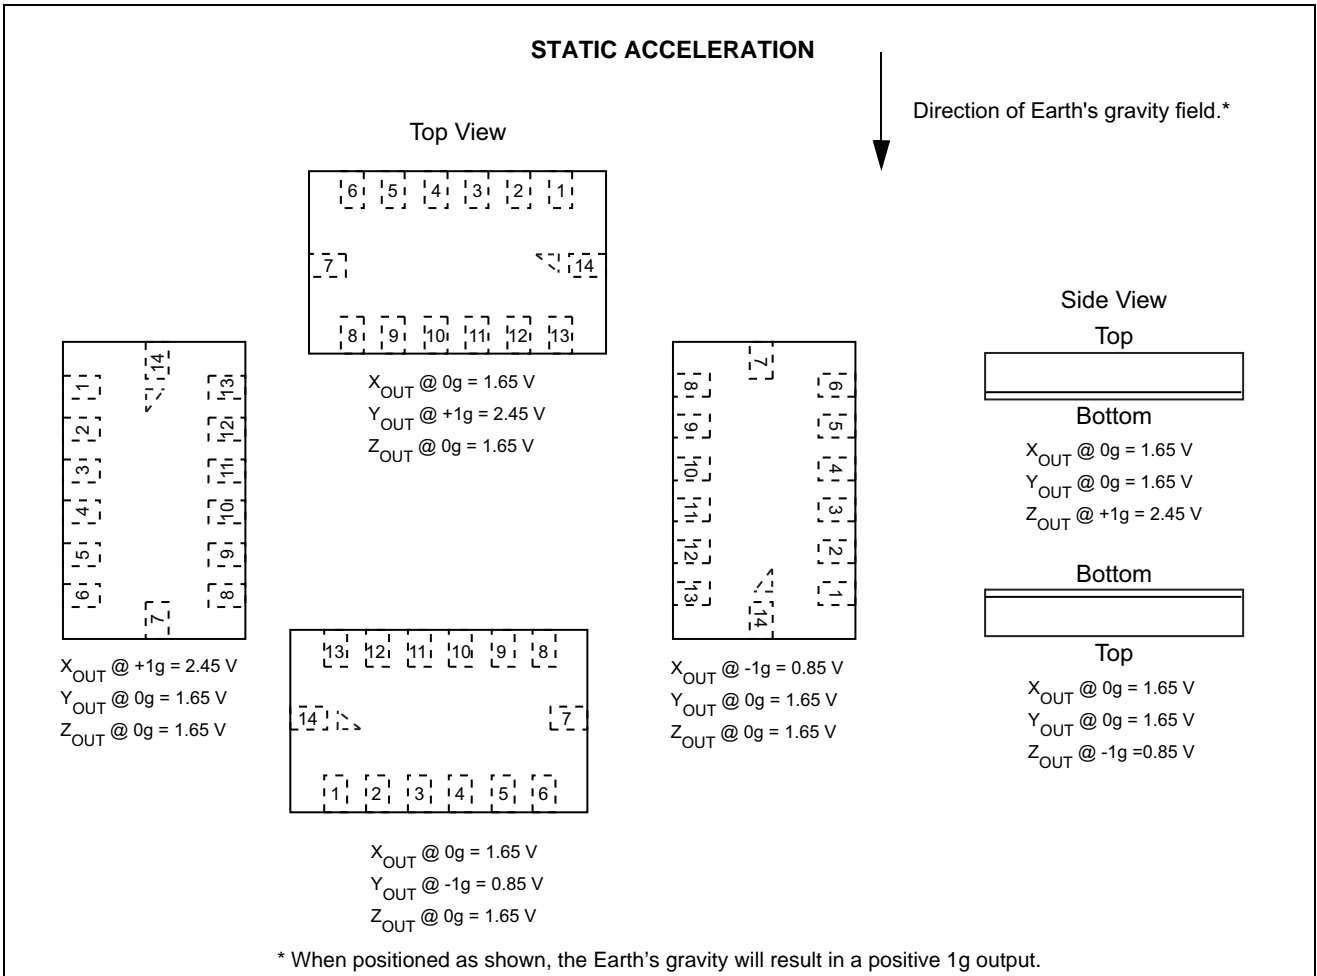 STATIC ACCELERATION
Direction of Earth's gravity field.*
Top View
6 5 4 3 2 1
7 14
8 9 10 11 12 13
X_OUT @ 0g = 1.65 V
Y_OUT @ +1g = 2.45 V
Z_OUT @ 0g = 1.65 V
14
1 13
2 12
3 11
4 10
5 9
6 8
7
X_OUT @ +1g = 2.45 V
Y_OUT @ 0g = 1.65 V
Z_OUT @ 0g = 1.65 V
13 12 11 10 9 8
14 7
1 2 3 4 5 6
X_OUT @ 0g = 1.65 V
Y_OUT @ -1g = 0.85 V
Z_OUT @ 0g = 1.65 V
7
8 6
9 5
10 4
11 3
12 2
13 1
14
X_OUT @ -1g = 0.85 V
Y_OUT @ 0g = 1.65 V
Z_OUT @ 0g = 1.65 V
Side View
Top
Bottom
X_OUT @ 0g = 1.65 V
Y_OUT @ 0g = 1.65 V
Z_OUT @ +1g = 2.45 V
Bottom
Top
X_OUT @ 0g = 1.65 V
Y_OUT @ 0g = 1.65 V
Z_OUT @ -1g =0.85 V
* When positioned as shown, the Earth's gravity will result in a positive 1g output.